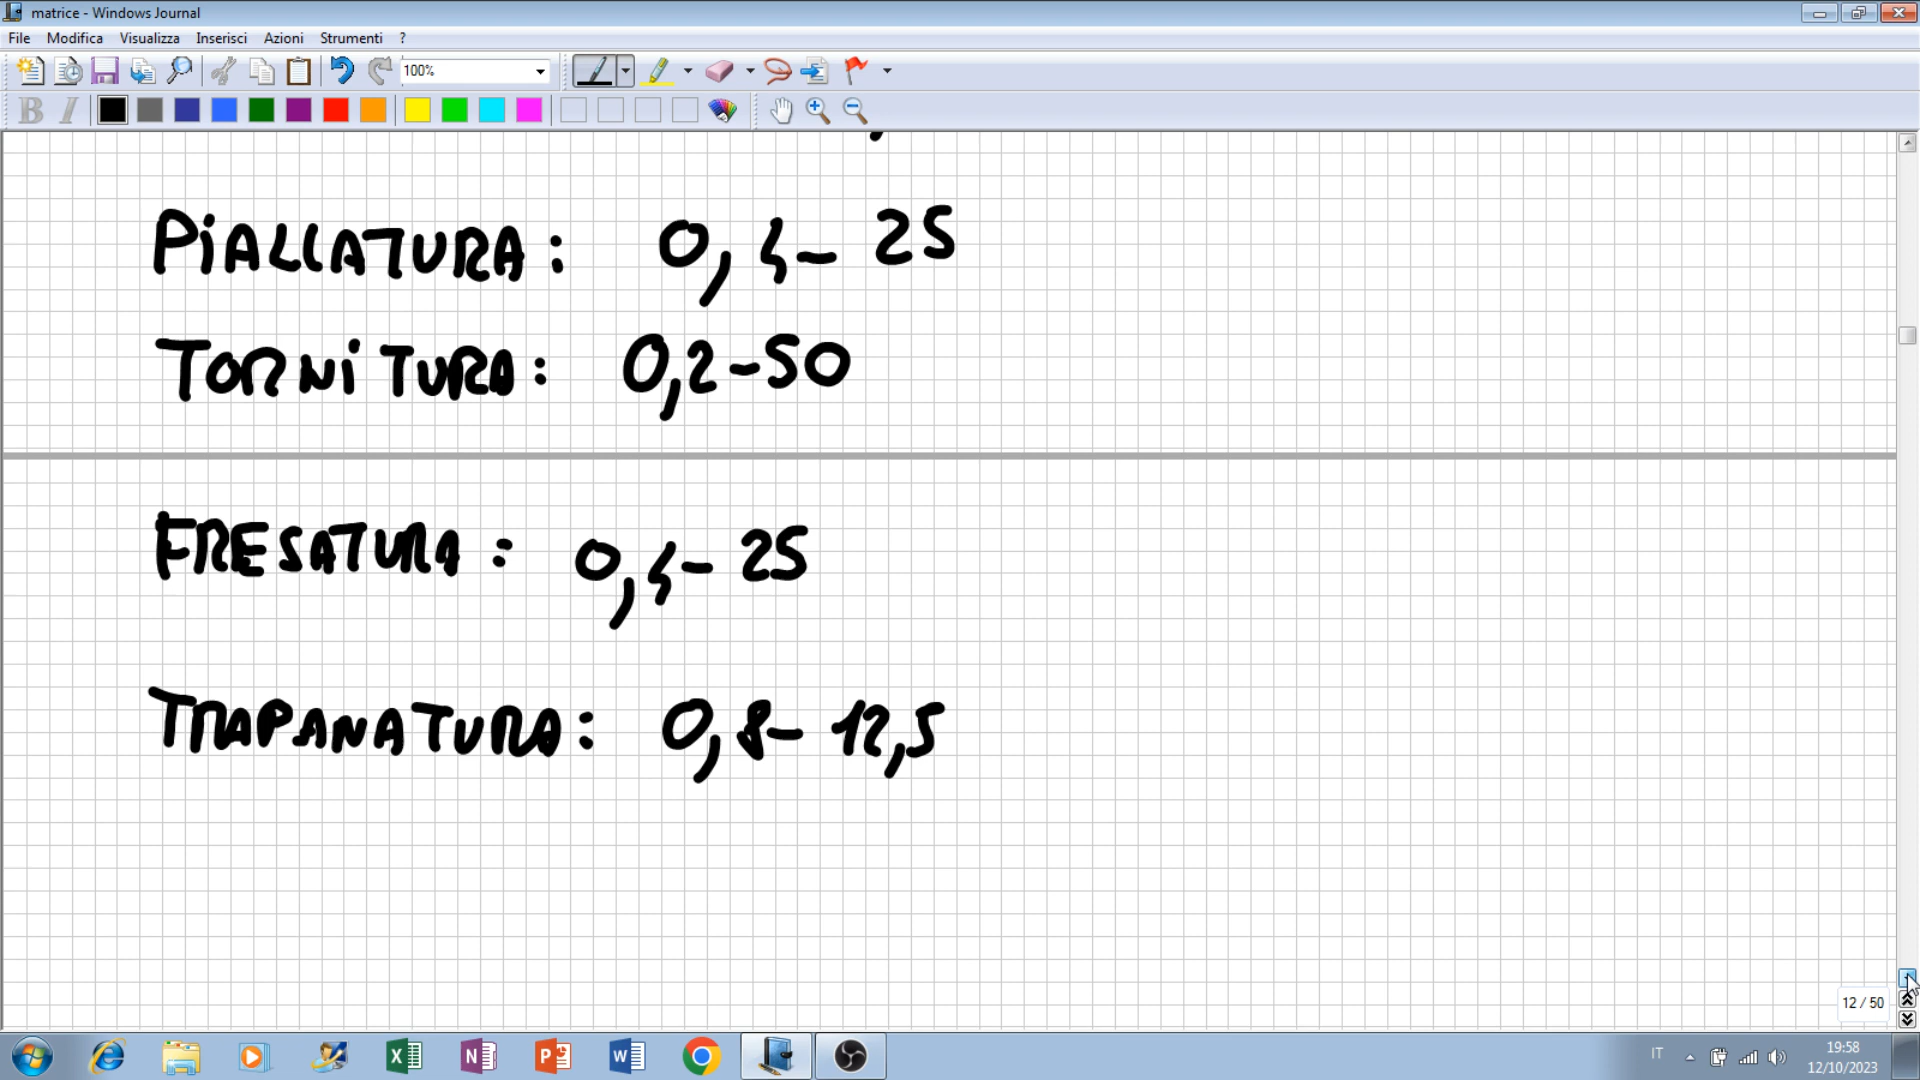 matrice - Windows Journal
File Modifica Visualizza Inserisci Azioni Strumenti ?
100%
B I
PIALLATURA: 0,4-25
TORNITURA: 0,2-50
FRESATURA: 0,4-25
TRAPANATURA: 0,8-12,5
12 / 50
IT 19:58
12/10/2023